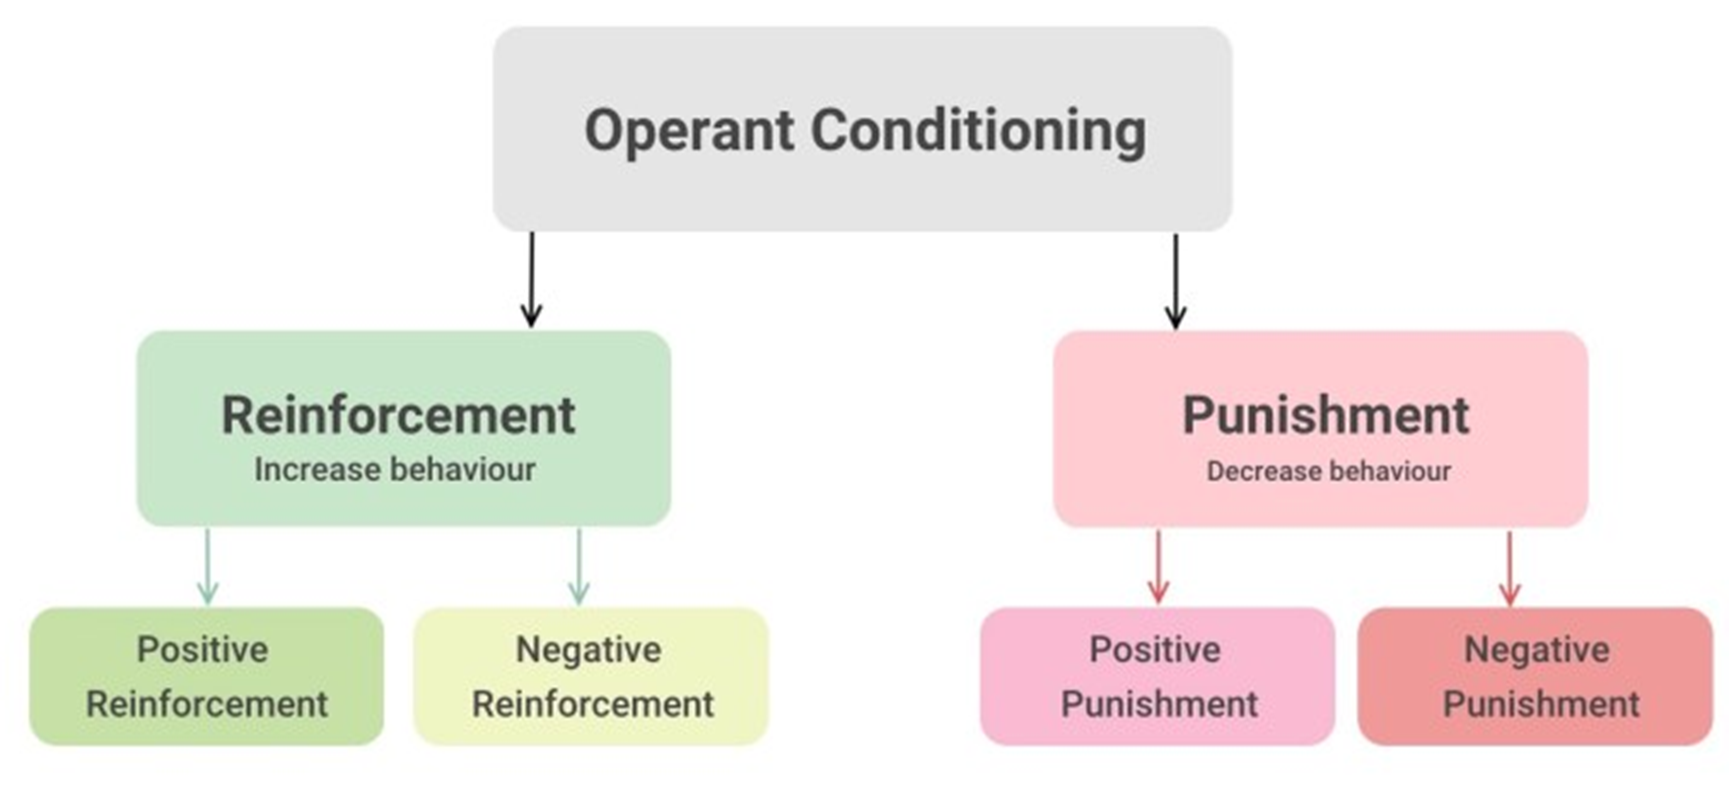 Operant Conditioning
Reinforcement
Increase behaviour
Punishment
Decrease behaviour
Positive
Reinforcement
Negative
Reinforcement
Positive
Punishment
Negative
Punishment